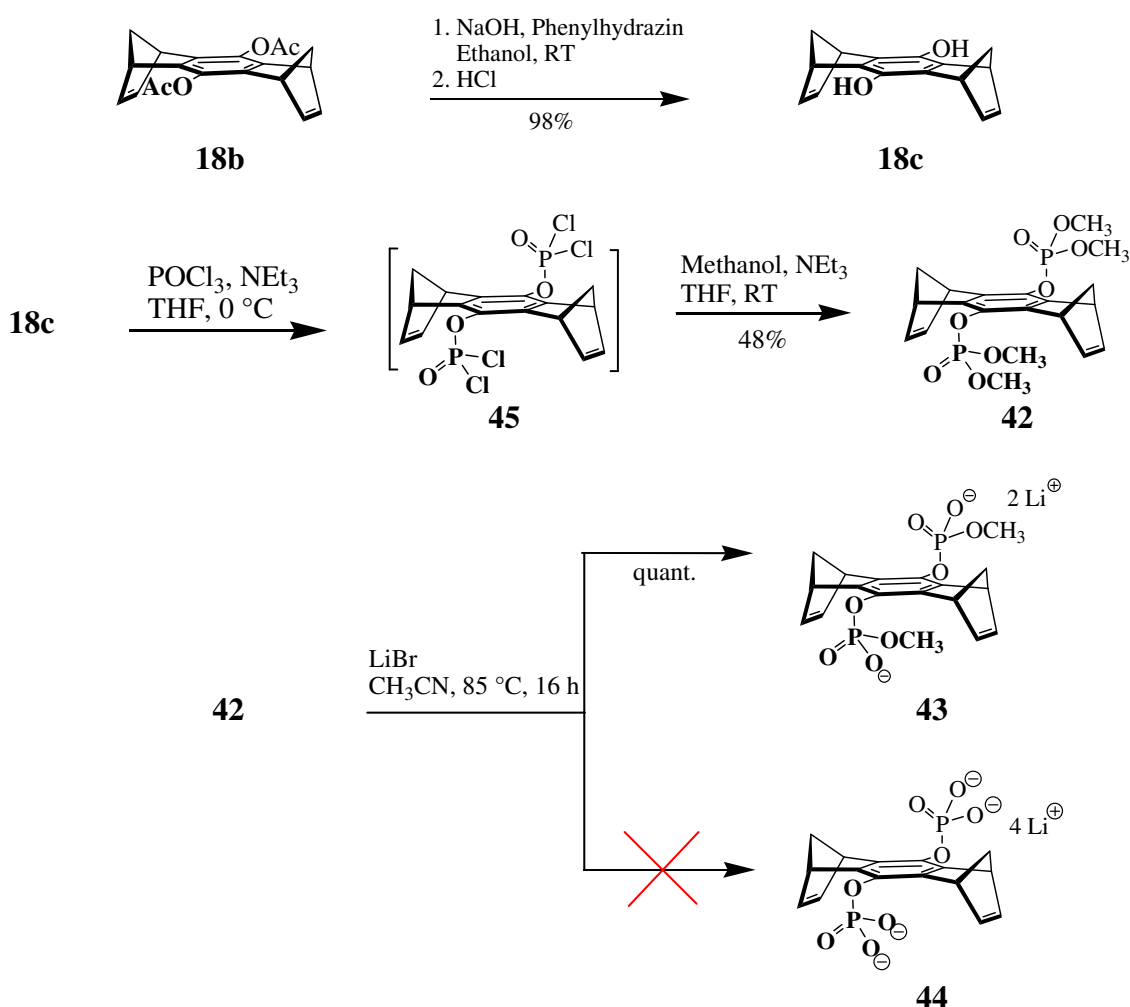 OAc
AcO
18b
1. NaOH, Phenylhydrazin
Ethanol, RT
2. HCl
98%
OH
HO
18c
18c
POCl₃, NEt₃
THF, 0 °C
O
P
Cl
Cl
O
O
P
Cl
O
Cl
45
Methanol, NEt₃
THF, RT
48%
O
P
OCH₃
OCH₃
O
O
P
OCH₃
O
OCH₃
42
42
LiBr
CH₃CN, 85 °C, 16 h
quant.
O⊖
2 Li⊕
O
P
OCH₃
O
O
P
OCH₃
O
O⊖
43
O⊖
O
P
O⊖
4 Li⊕
O
O
P
O⊖
O
O⊖
44